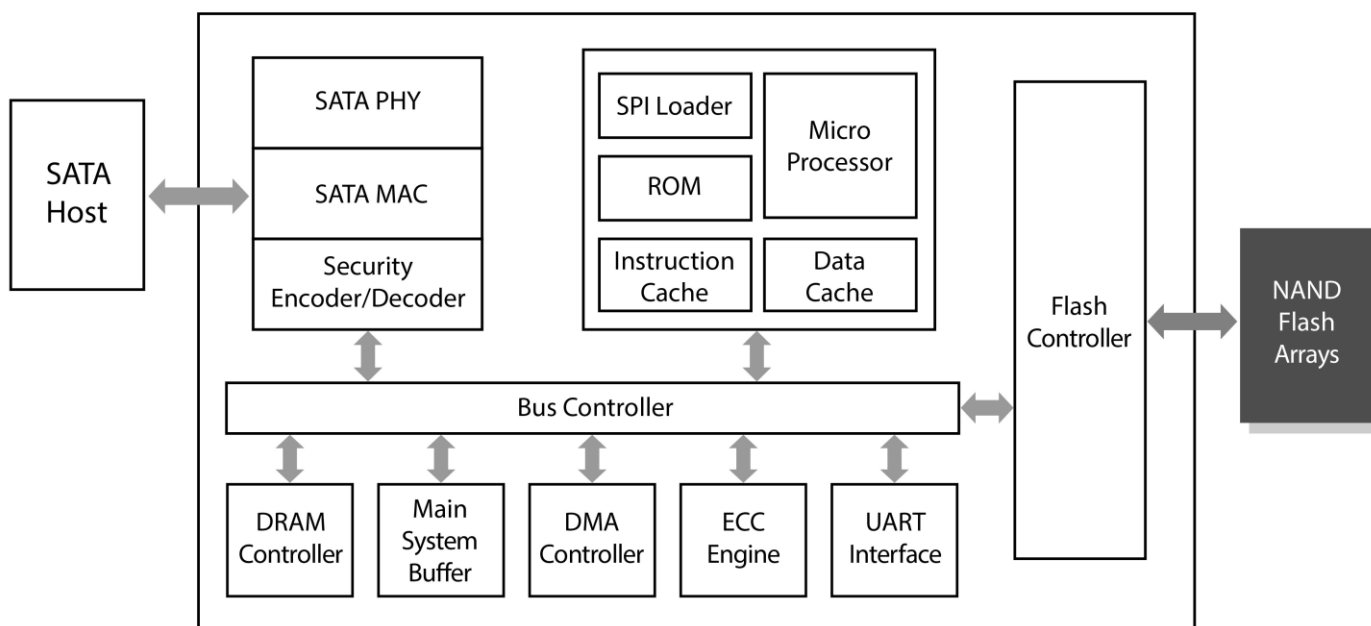 SATA
Host
SATA PHY
SATA MAC
Security
Encoder/Decoder
SPI Loader
ROM
Instruction
Cache
Micro
Processor
Data
Cache
Flash
Controller
NAND
Flash
Arrays
Bus Controller
DRAM
Controller
Main
System
Buffer
DMA
Controller
ECC
Engine
UART
Interface